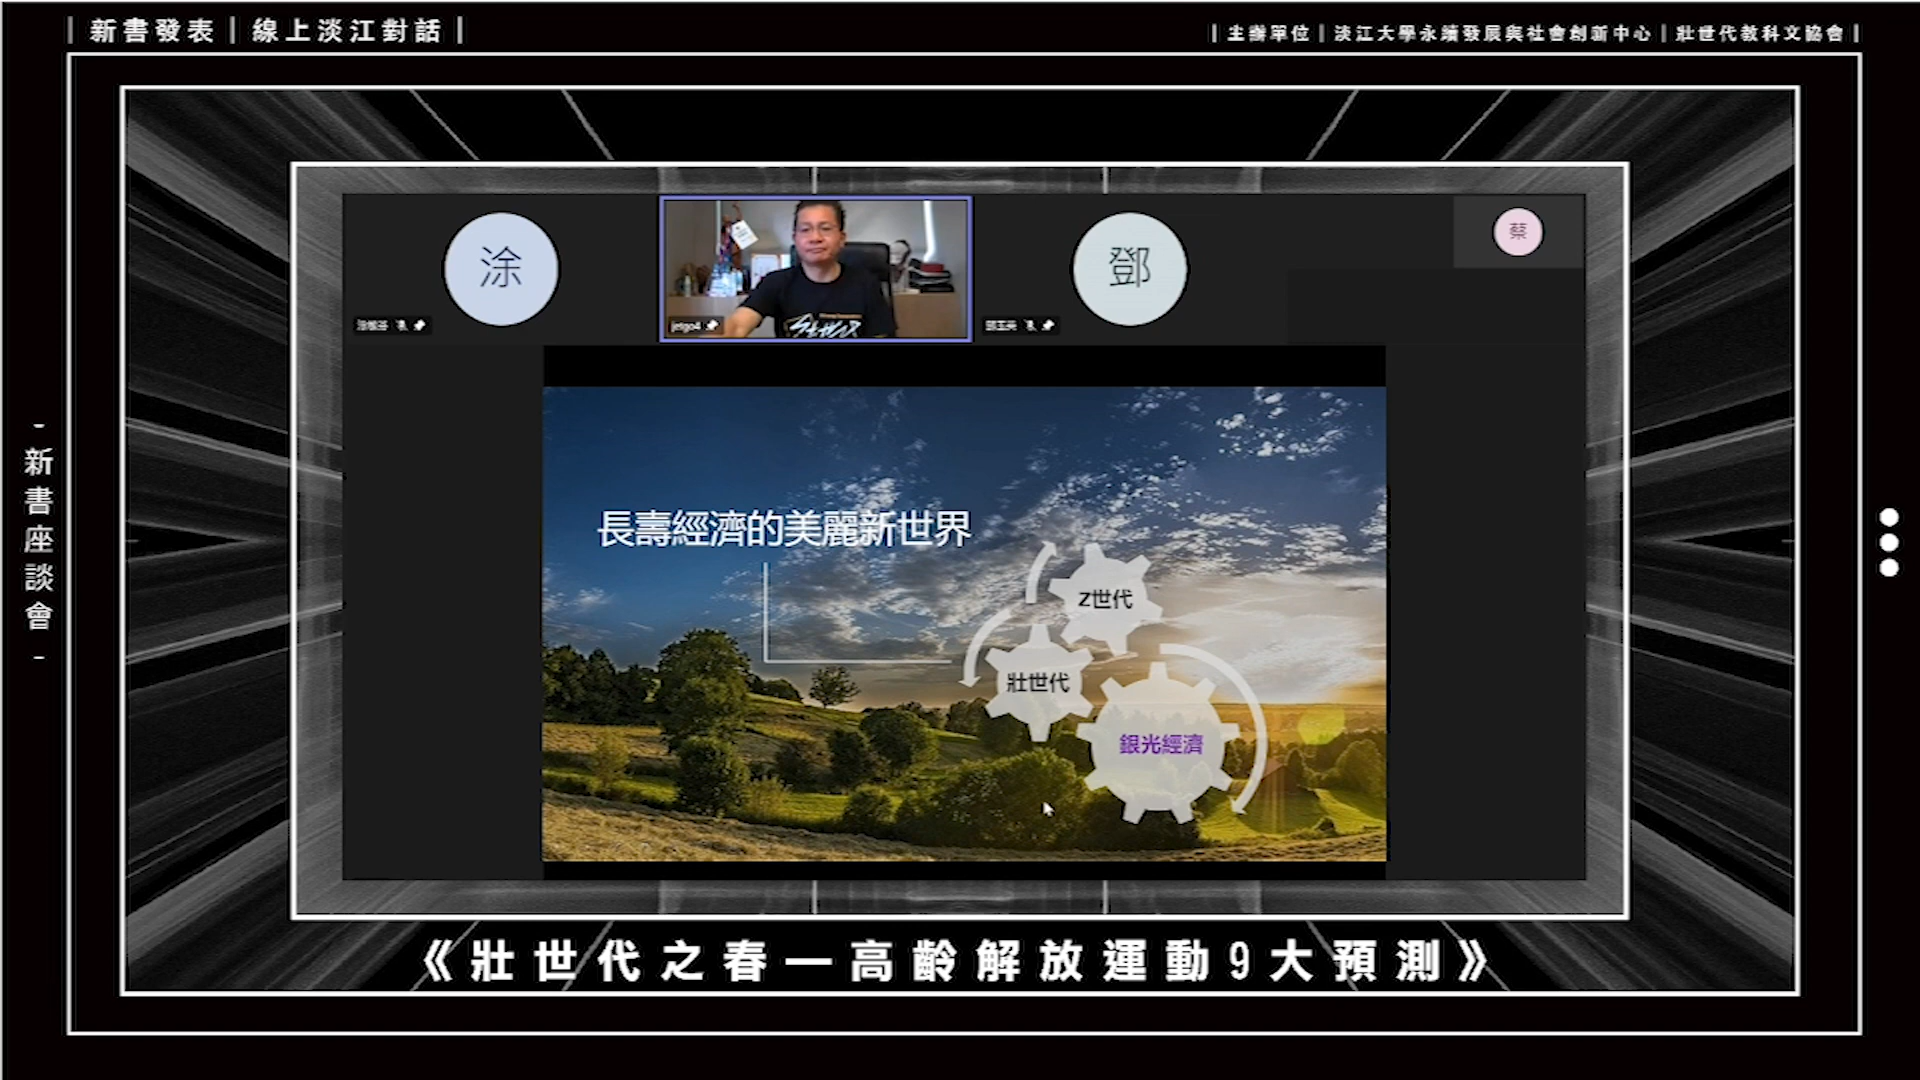 ｜新書發表｜線上淡江對話｜
｜主辦單位｜淡江大學永續發展與社會創新中心｜壯世代教科文協會｜
涂
鄧
蔡
jetgo4
-新書座談會-
長壽經濟的美麗新世界
Z世代
壯世代
銀光經濟
《壯世代之春—高齡解放運動9大預測》